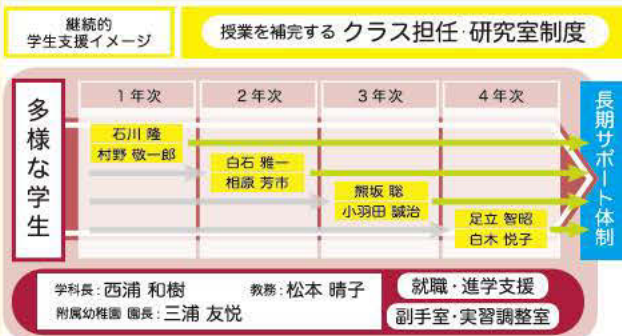 継続的
学生支援イメージ
授業を補完する クラス担任・研究室制度
多様な学生
1年次 2年次 3年次 4年次
石川 隆
村野 敬一郎
白石 雅一
相原 芳市
熊坂 聡
小羽田 誠治
足立 智昭
白木 悦子
長期サポート体制
学科長:西浦 和樹 教務:松本 晴子
附属幼稚園 園長:三浦 友悦
就職・進学支援
副手室・実習調整室